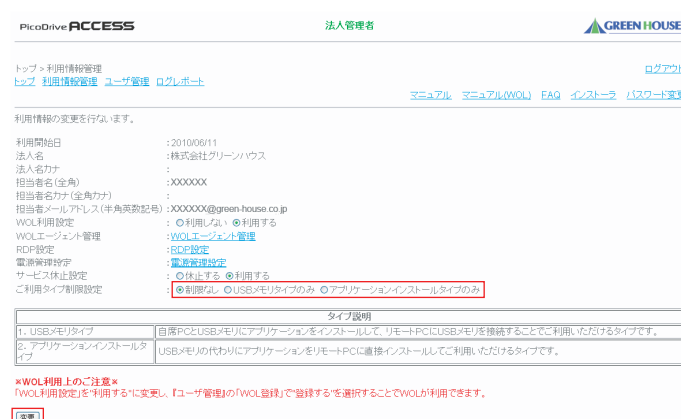 PicoDrive ACCESS 法人管理者 GREEN HOUSE
トップ > 利用情報管理 ログアウト
トップ 利用情報管理 ユーザ管理 ログレポート
マニュアル マニュアル(WOL) FAQ インストーラ パスワード変更
利用情報の変更を行ないます。
利用開始日 : 2010/06/11
法人名 : 株式会社グリーンハウス
法人名カナ :
担当者名(全角) : XXXXXX
担当者名カナ(全角カナ) :
担当者メールアドレス(半角英数記号) : XXXXXX@green-house.co.jp
WOL利用設定 : 利用しない 利用する
WOLエージェント管理 : WOLエージェント管理
RDP設定 : RDP設定
電源管理設定 : 電源管理設定
サービス休止設定 : 休止する 利用する
ご利用タイプ制限設定 : 制限なし USBメモリタイプのみ アプリケーションインストールタイプのみ
タイプ説明
1. USBメモリタイプ 自席PCとUSBメモリにアプリケーションをインストールして、リモートPCにUSBメモリを接続することでご利用いただけるタイプです。
2. アプリケーションインストールタイプ USBメモリの代わりにアプリケーションをリモートPCに直接インストールしてご利用いただけるタイプです。
※WOL利用上のご注意※
「WOL利用設定」を"利用する"に変更し、『ユーザ管理』の「WOL登録」で"登録する"を選択することでWOLが利用できます。
変更